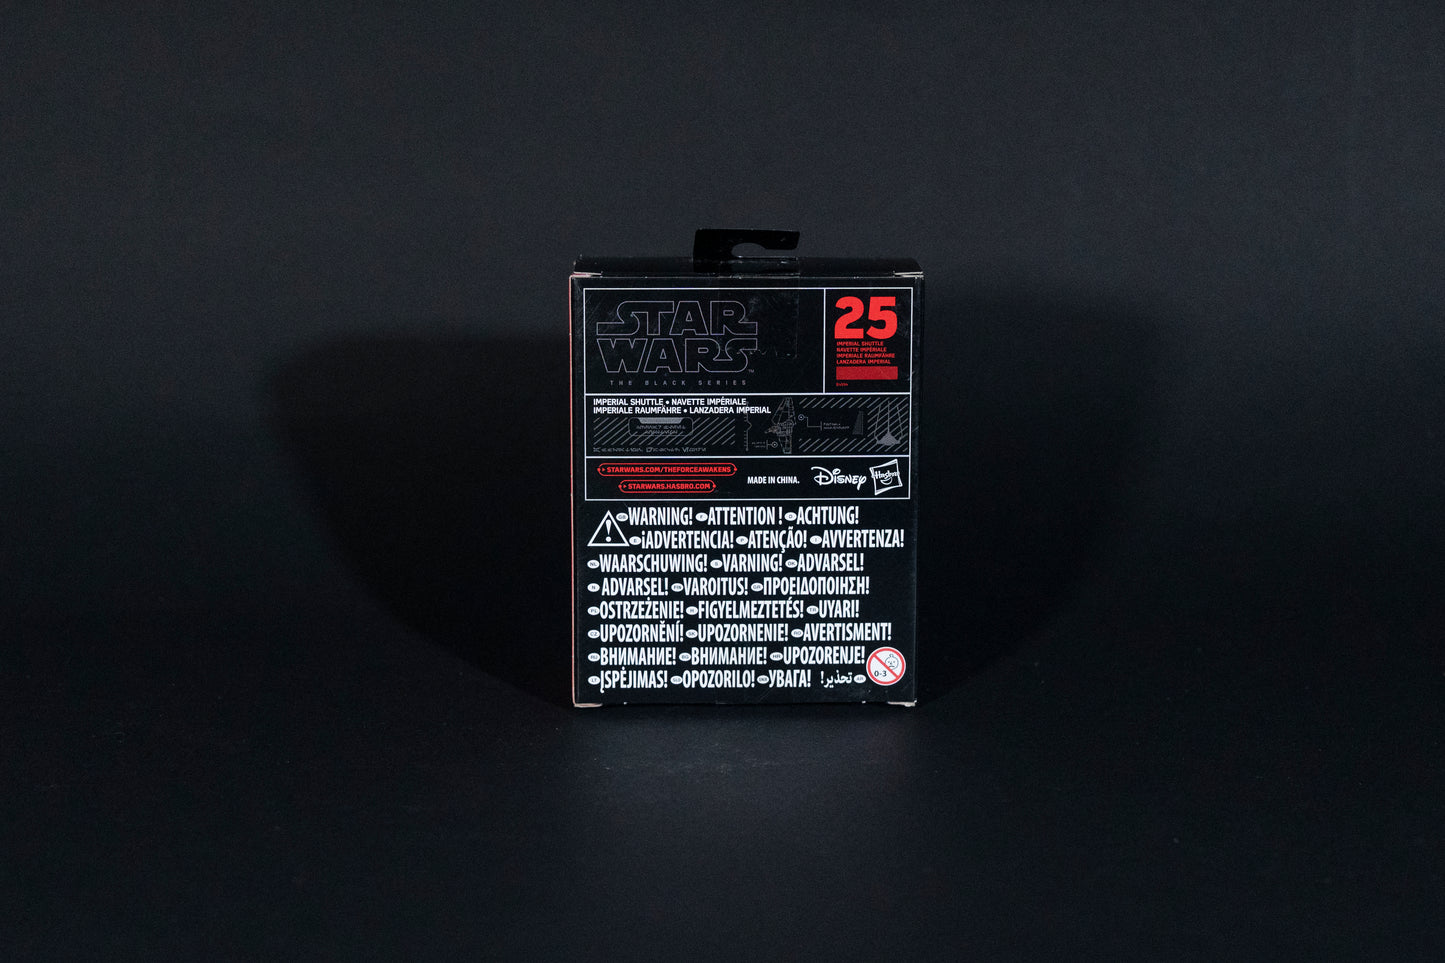 STAR
WARS
THE BLACK SERIES
25
IMPERIAL SHUTTLE
NAVETTE IMPÉRIALE
IMPERIALE RAUMFÄHRE
LANZADERA IMPERIAL
IMPERIAL SHUTTLE • NAVETTE IMPÉRIALE
IMPERIALE RAUMFÄHRE • LANZADERA IMPERIAL
STARWARS.COM/THEFORCEAWAKENS
STARWARS.HASBRO.COM
MADE IN CHINA.
Disney
Hasbro
WARNING! ATTENTION ! ACHTUNG!
¡ADVERTENCIA! ATENÇÃO! AVVERTENZA!
WAARSCHUWING! VARNING! ADVARSEL!
ADVARSEL! VAROITUS! ΠΡΟΕΙΔΟΠΟΙΗΣΗ!
OSTRZEŻENIE! FIGYELMEZTETÉS! UYARI!
UPOZORNĚNÍ! UPOZORNENIE! AVERTISMENT!
ВНИМАНИЕ! ВНИМАНИЕ! UPOZORENJE!
ĮSPĖJIMAS! OPOZORILO! УВАГА! تحذير!
0-3